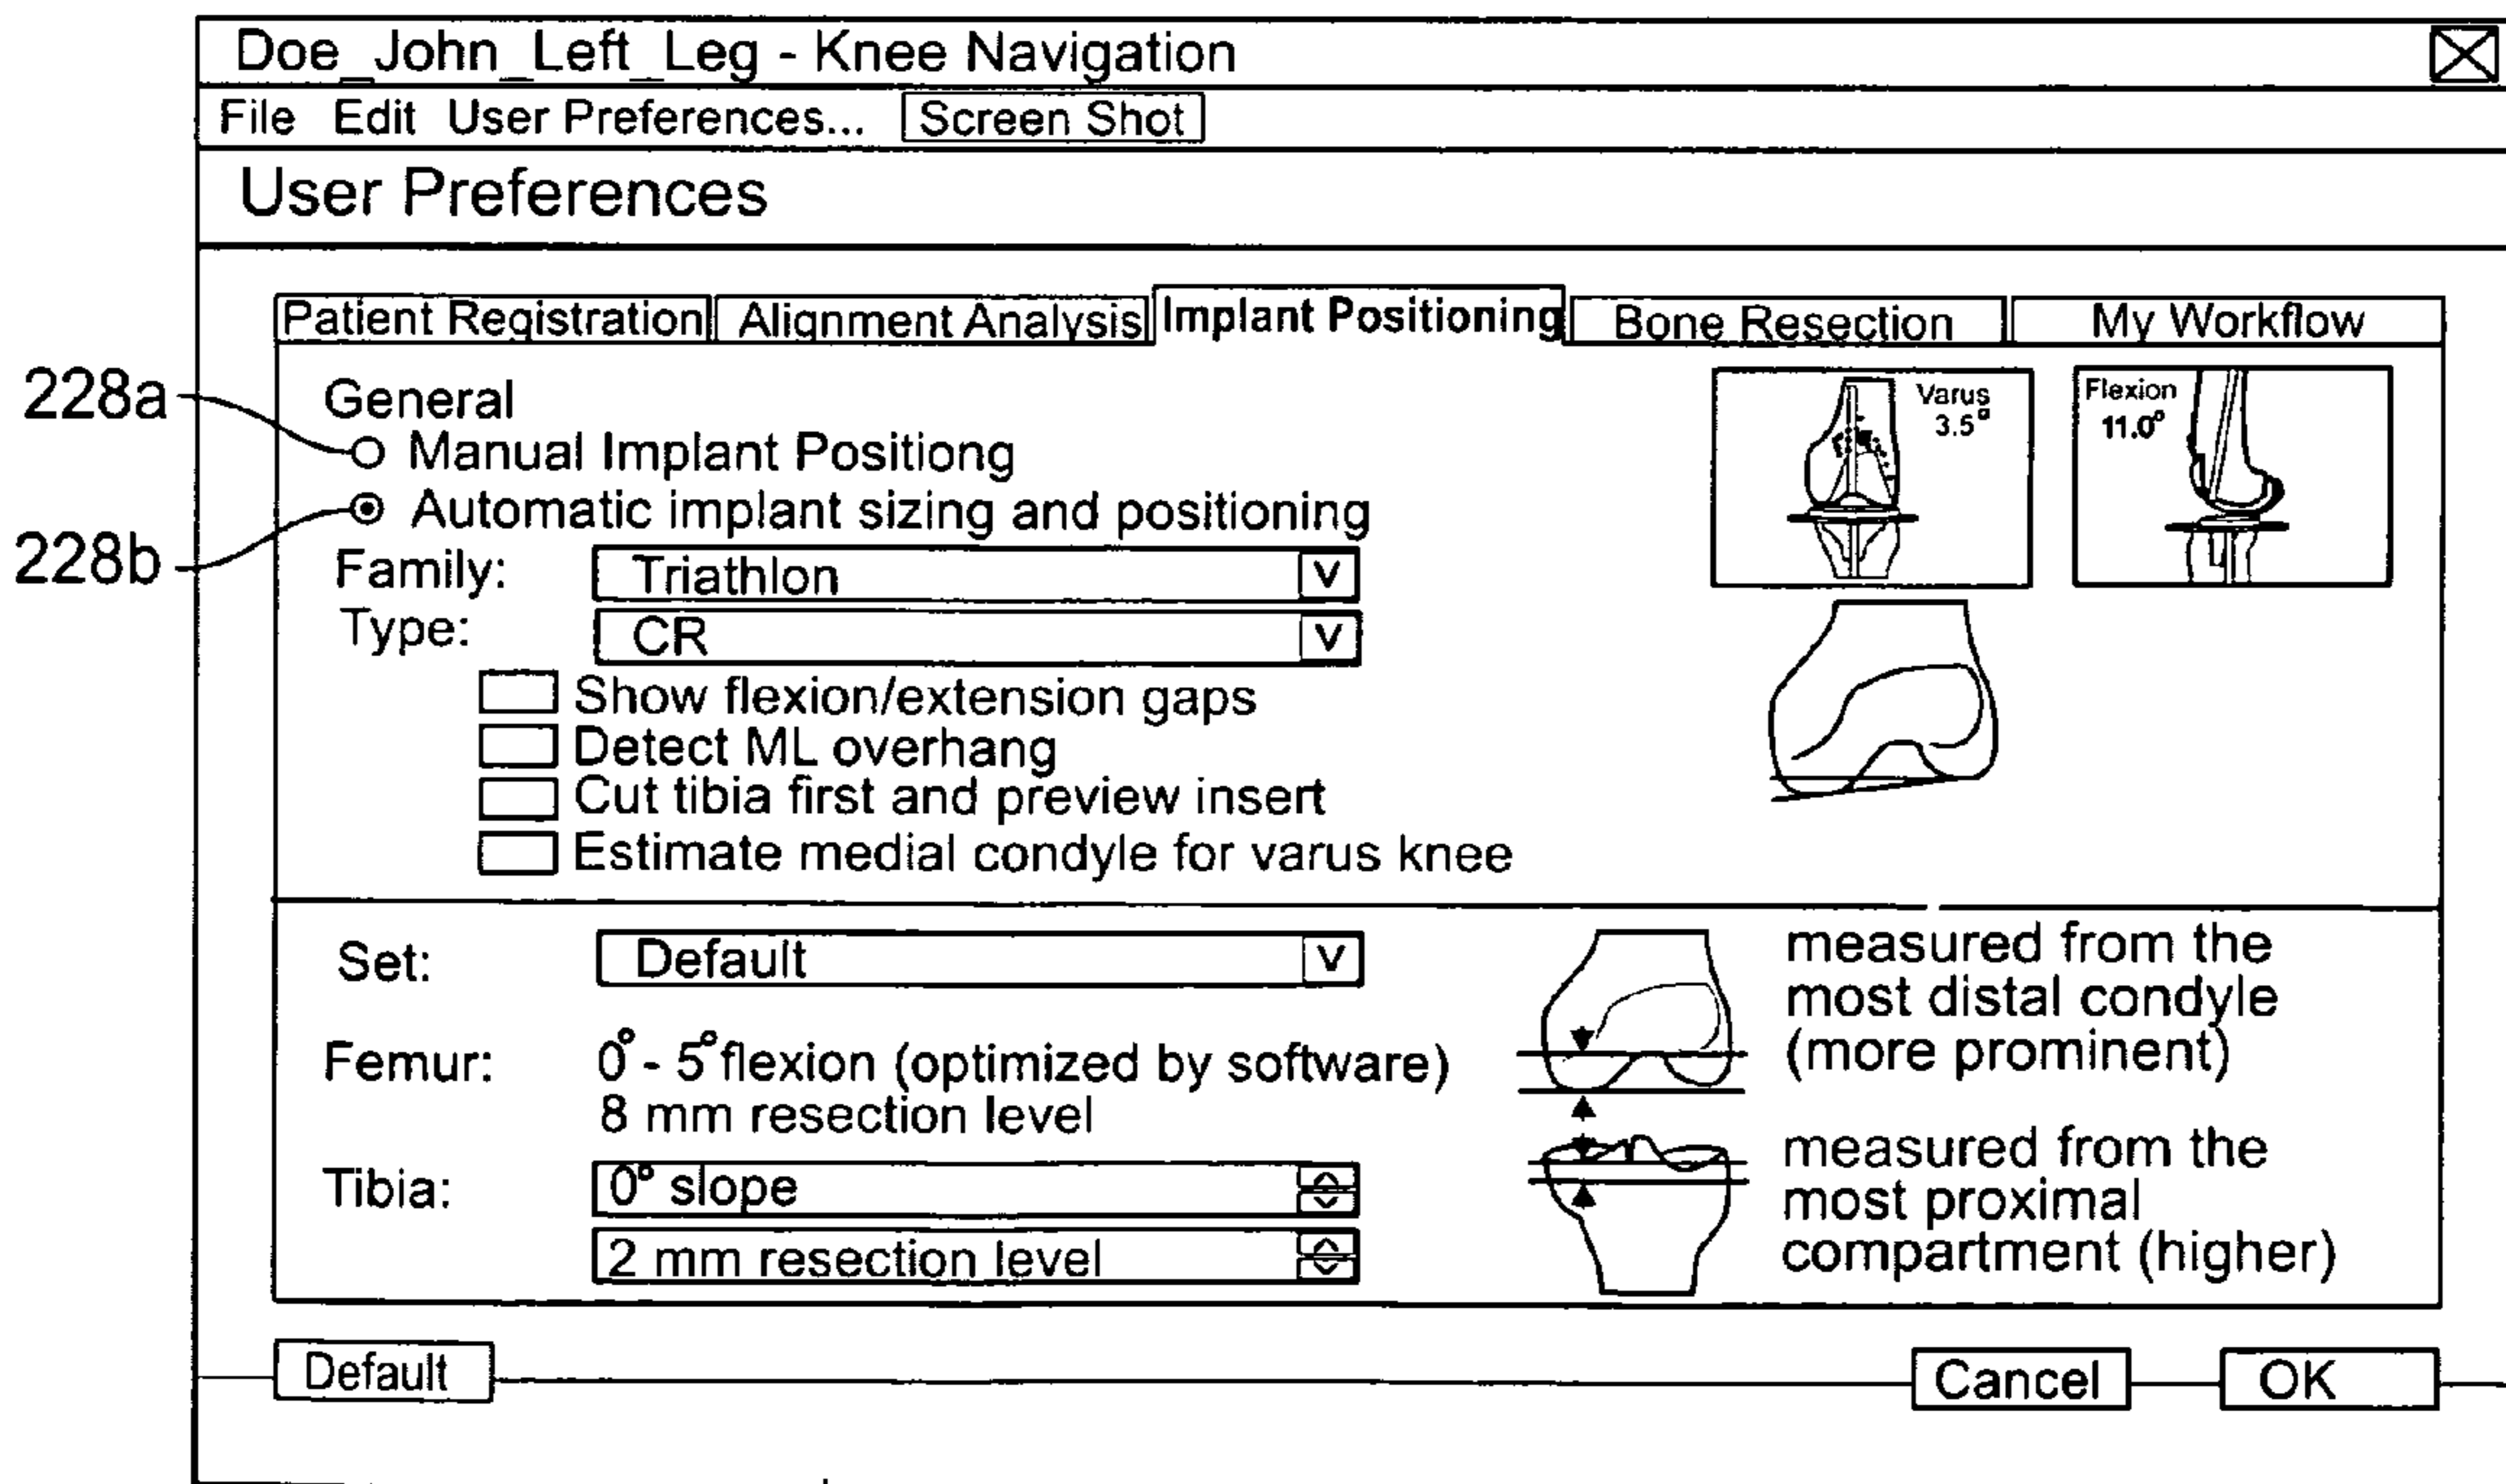 Doe_John_Left_Leg - Knee Navigation
File Edit User Preferences... Screen Shot
User Preferences
Patient Registration Alignment Analysis Implant Positioning Bone Resection My Workflow
228a
General
Manual Implant Positiong
228b
Automatic implant sizing and positioning
Varus
3.5°
Flexion
11.0°
Family: Triathlon V
Type: CR V
Show flexion/extension gaps
Detect ML overhang
Cut tibia first and preview insert
Estimate medial condyle for varus knee
Set: Default V
measured from the
most distal condyle
(more prominent)
Femur: 0° - 5° flexion (optimized by software)
8 mm resection level
Tibia: 0° slope
2 mm resection level
measured from the
most proximal
compartment (higher)
Default Cancel OK